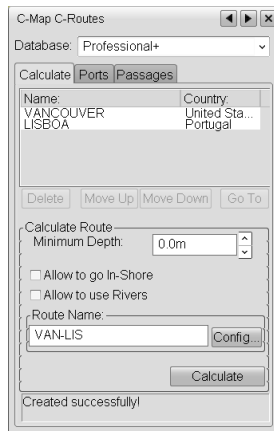 C-Map C-Routes
Database: Professional+
Calculate Ports Passages
Name: Country:
VANCOUVER United Sta...
LISBOA Portugal
Delete Move Up Move Down Go To
Calculate Route
Minimum Depth: 0.0m
Allow to go In-Shore
Allow to use Rivers
Route Name:
VAN-LIS Config...
Calculate
Created successfully!